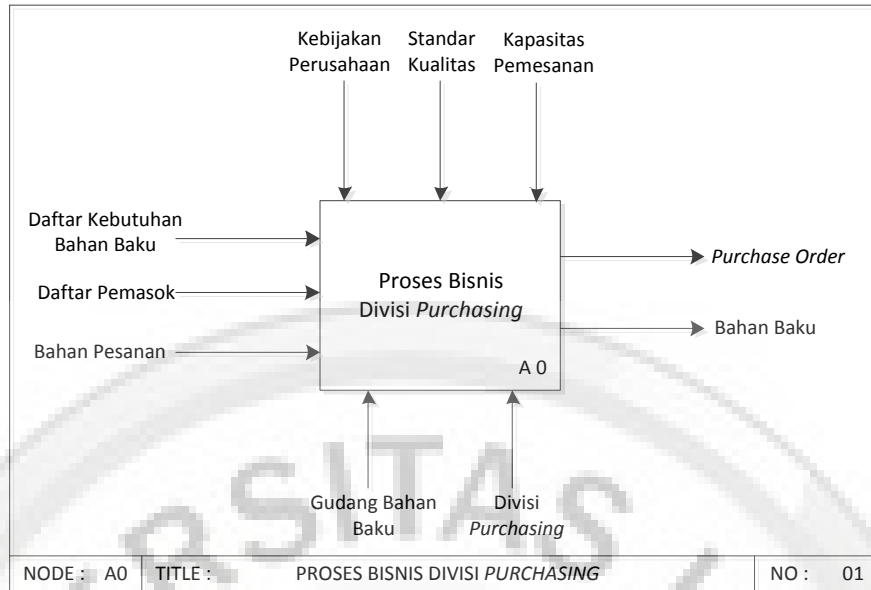 Kebijakan
Perusahaan
Standar
Kualitas
Kapasitas
Pemesanan
Daftar Kebutuhan
Bahan Baku
Daftar Pemasok
Bahan Pesanan
Proses Bisnis
Divisi Purchasing
A 0
Purchase Order
Bahan Baku
Gudang Bahan
Baku
Divisi
Purchasing
RSITAS
NODE : A0 TITLE : PROSES BISNIS DIVISI PURCHASING NO : 01